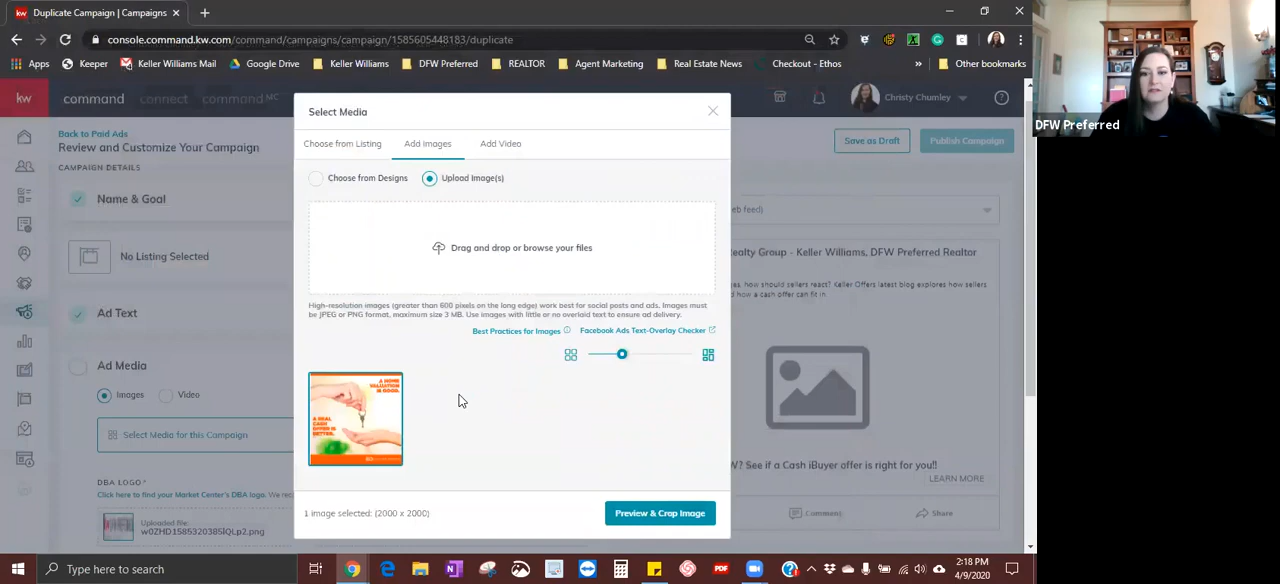 Duplicate Campaign | Campaigns
console.command.kw.com/command/campaigns/campaign/1585605448183/duplicate
Apps
Keeper
Keller Williams Mail
Google Drive
Keller Williams
DFW Preferred
REALTOR
Agent Marketing
Real Estate News
Checkout - Ethos
»
Other bookmarks
kw
command
connect
command MC
Christy Chumley
DFW Preferred
Back to Paid Ads
Review and Customize Your Campaign
Save as Draft
Publish Campaign
CAMPAIGN DETAILS
Name & Goal
No Listing Selected
Ad Text
Ad Media
Images
Video
Select Media for this Campaign
DBA LOGO*
Click here to find your Market Center's DBA logo. We rec
Uploaded file:
w0ZHD1585320385lQLp2.png
Select Media
Choose from Listing
Add Images
Add Video
Choose from Designs
Upload Image(s)
Drag and drop or browse your files
High-resolution images (greater than 600 pixels on the long edge) work best for social posts and ads. Images must
be JPEG or PNG format, maximum size 3 MB. Use images with little or no overlaid text to ensure ad delivery.
Best Practices for Images
Facebook Ads Text-Overlay Checker
A HOME
VALUATION
IS GOOD.
A REAL
CASH
OFFER IS
BETTER.
1 image selected: (2000 x 2000)
Preview & Crop Image
eb feed)
ealty Group - Keller Williams, DFW Preferred Realtor
es, how should sellers react? Keller Offers latest blog explores how sellers
nd how a cash offer can fit in
W? See if a Cash iBuyer offer is right for you!!
LEARN MORE
Comment
Share
Type here to search
2:18 PM
4/9/2020